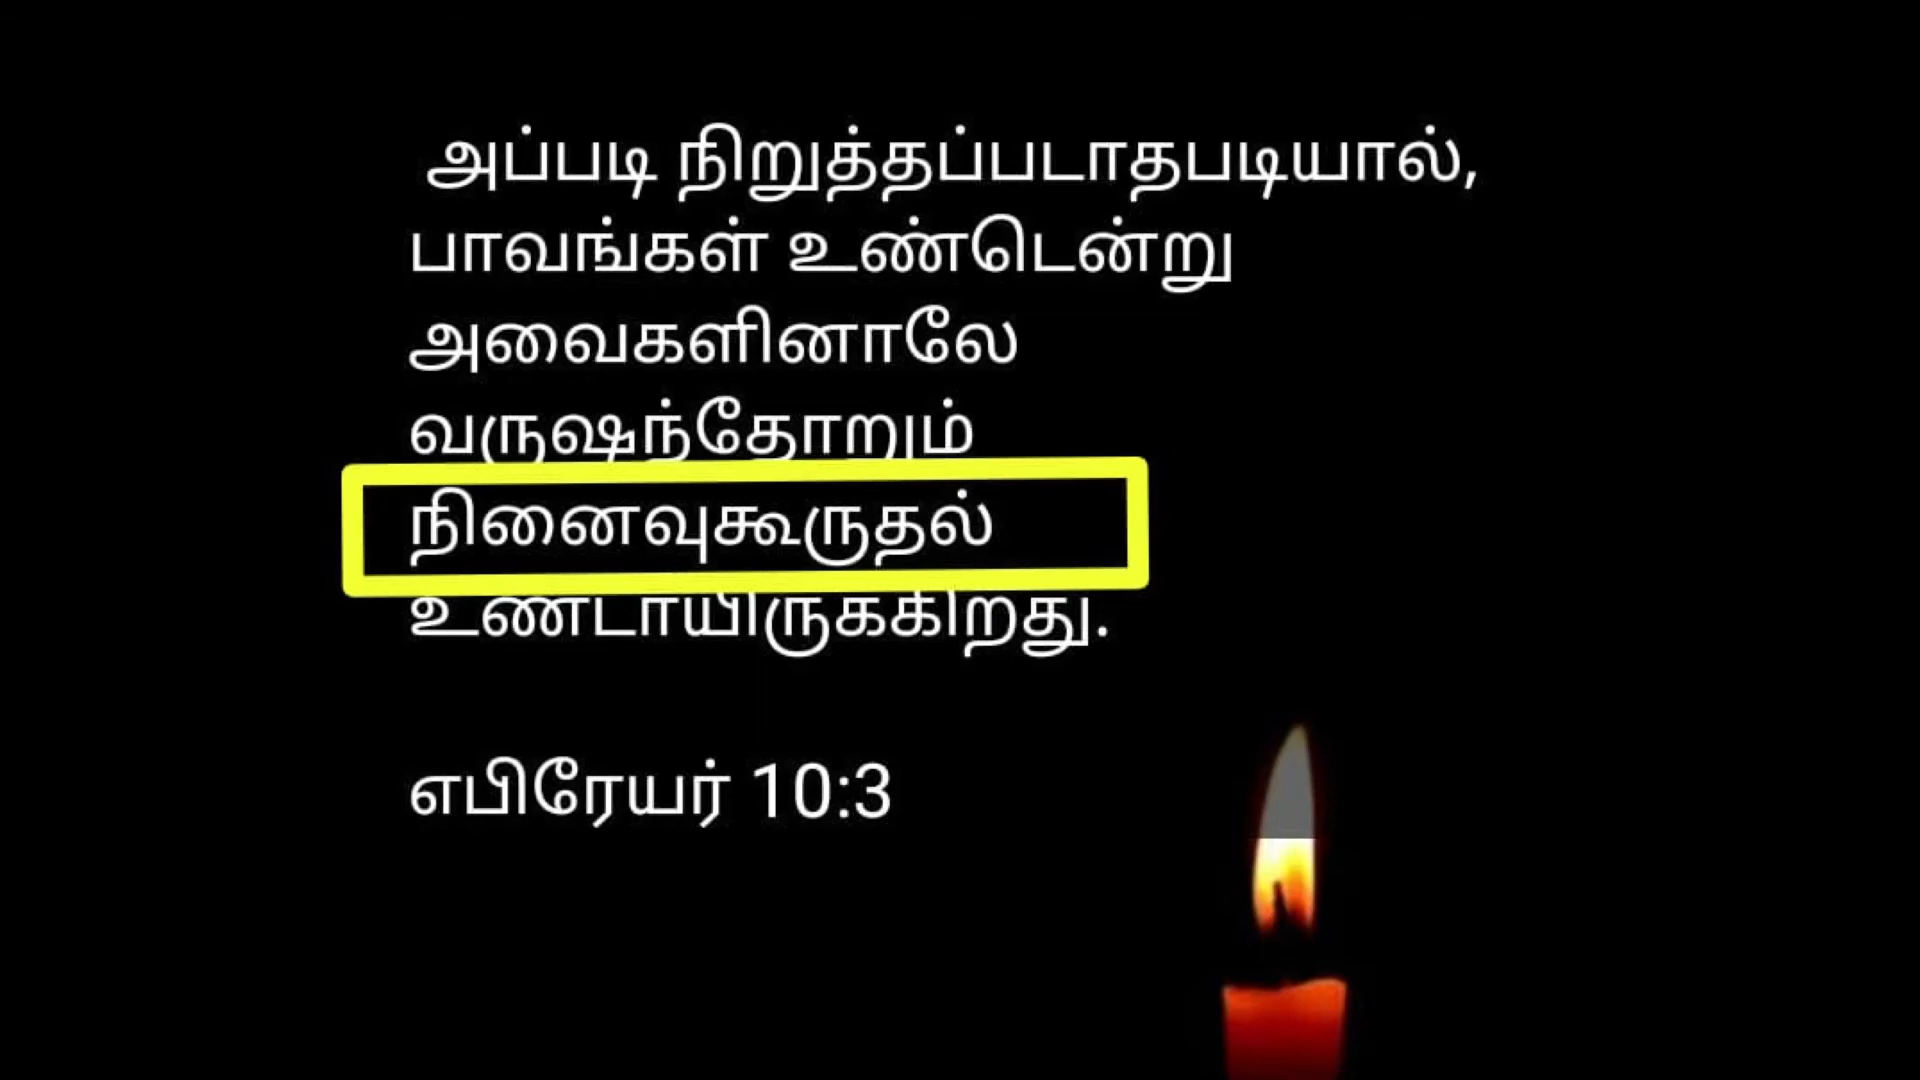 அப்படி நிறுத்தப்படாதபடியால்,
பாவங்கள் உண்டென்று
அவைகளினாலே
வருஷந்தோறும்
நினைவுகூருதல்
உண்டாயிருக்கிறது.
எபிரேயர் 10:3